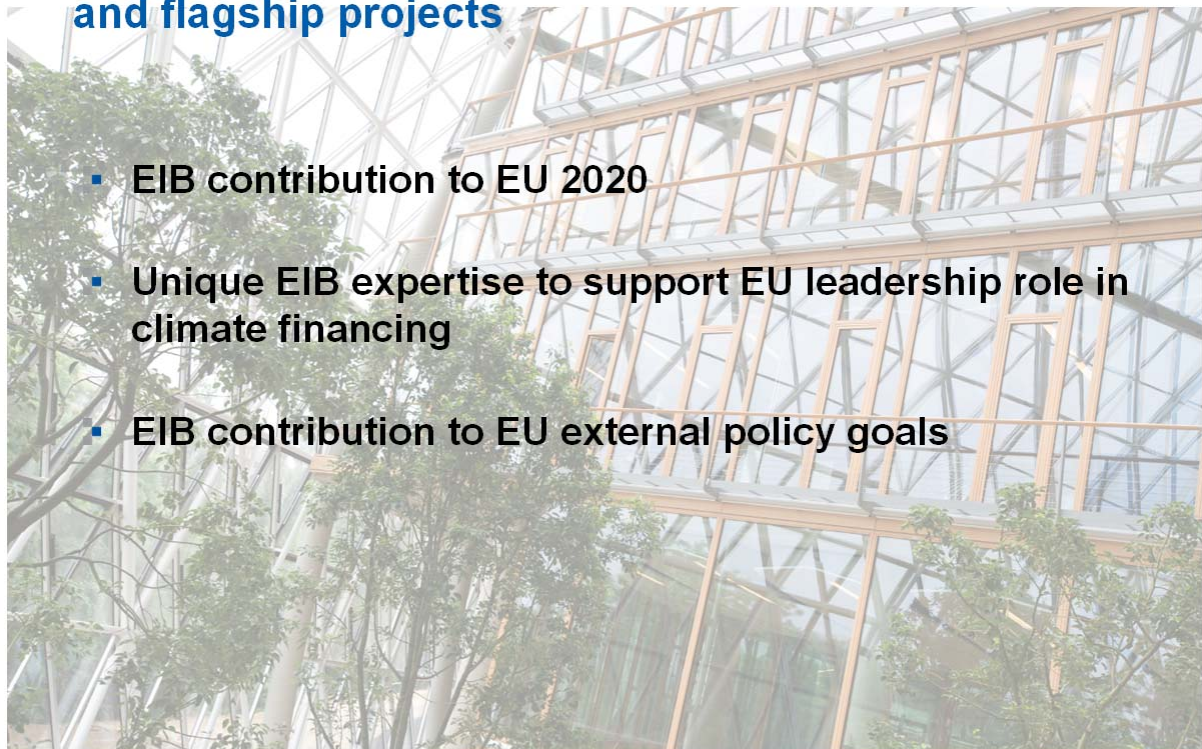 and flagship projects
▪ EIB contribution to EU 2020
▪ Unique EIB expertise to support EU leadership role in
climate financing
▪ EIB contribution to EU external policy goals